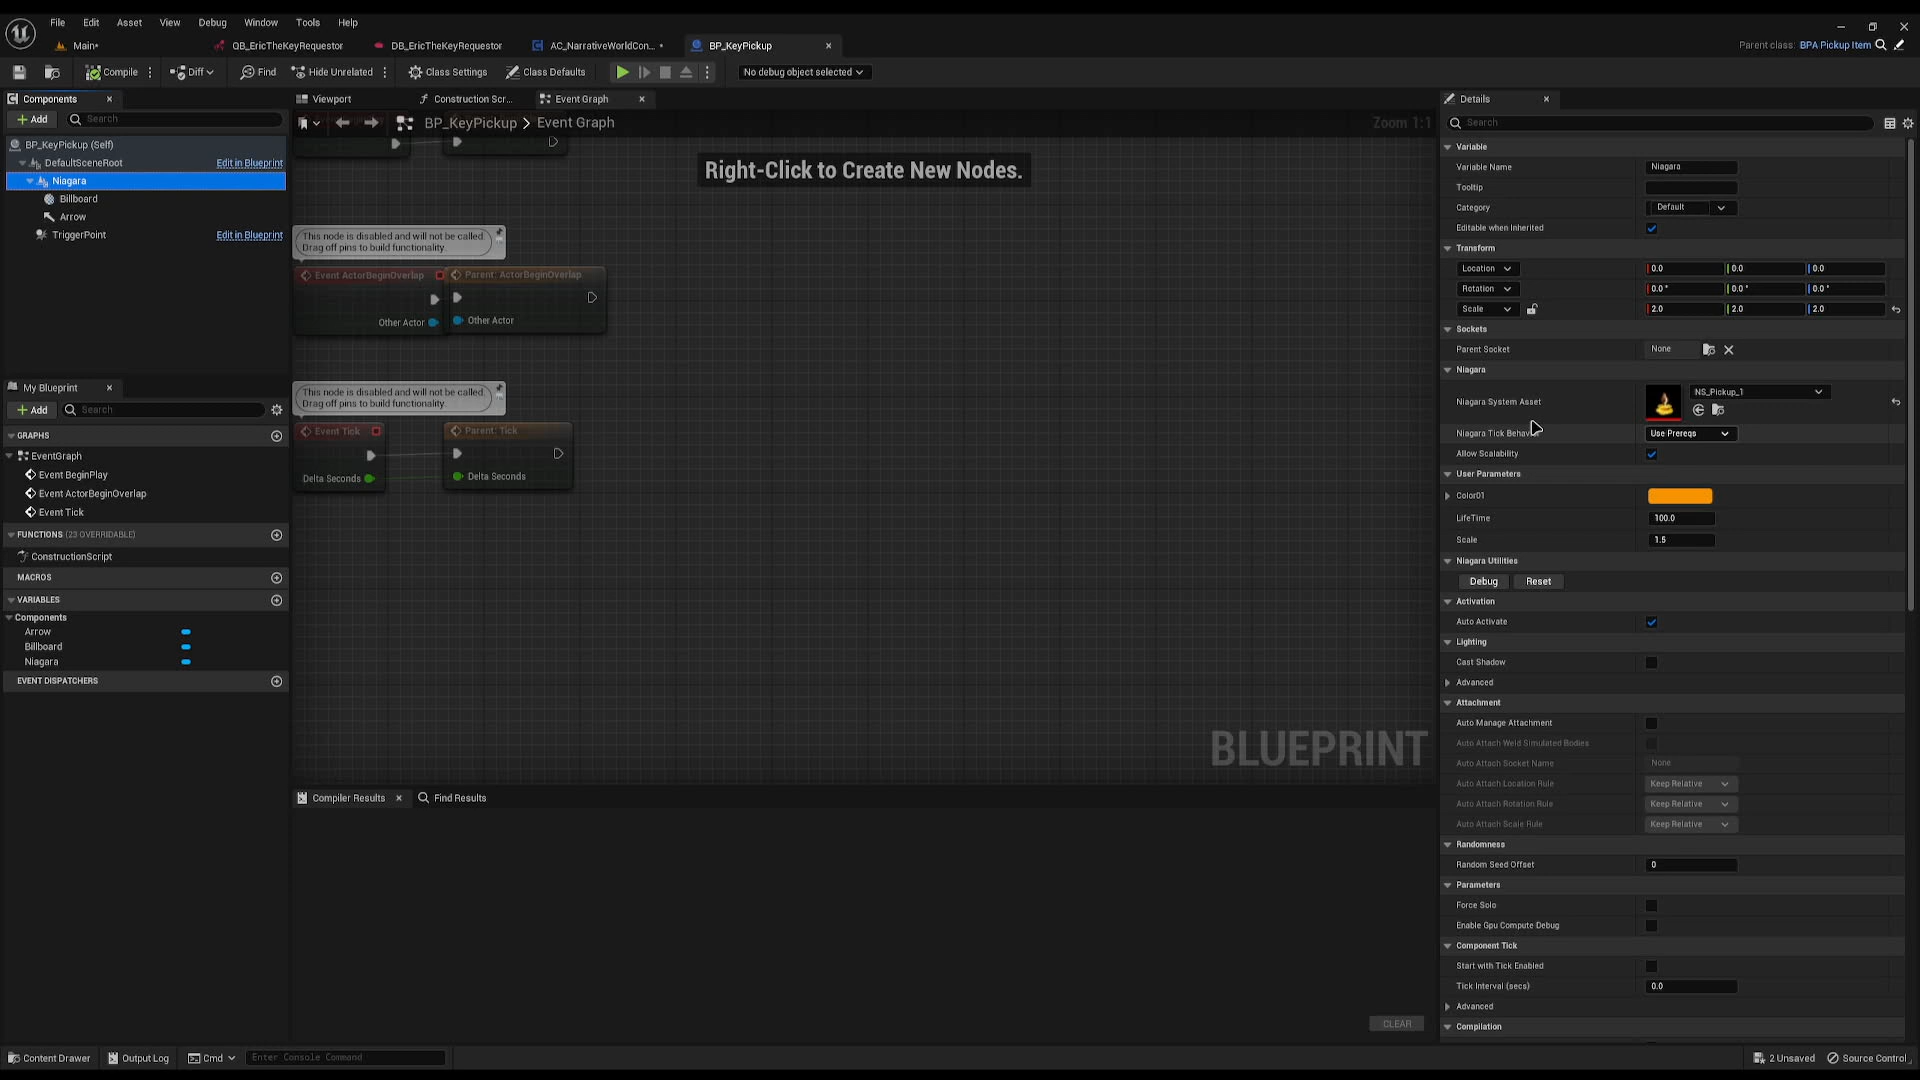 File Edit Asset View Debug Window Tools Help
Main*
QB_EricTheKeyRequestor
DB_EricTheKeyRequestor
AC_NarrativeWorldCon... *
BP_KeyPickup
Parent class: BPA Pickup Item
Compile
Diff
Find
Hide Unrelated
Class Settings
Class Defaults
No debug object selected
Components
Add
Search
BP_KeyPickup (Self)
DefaultSceneRoot Edit in Blueprint
Niagara
Billboard
Arrow
TriggerPoint Edit in Blueprint
My Blueprint
Add
Search
GRAPHS
EventGraph
Event BeginPlay
Event ActorBeginOverlap
Event Tick
FUNCTIONS (23 OVERRIDABLE)
ConstructionScript
MACROS
VARIABLES
Components
Arrow
Billboard
Niagara
EVENT DISPATCHERS
Viewport
Construction Scr...
Event Graph
BP_KeyPickup > Event Graph
Zoom 1:1
Right-Click to Create New Nodes.
This node is disabled and will not be called.
Drag off pins to build functionality.
Event ActorBeginOverlap
Other Actor
Parent: ActorBeginOverlap
Other Actor
This node is disabled and will not be called.
Drag off pins to build functionality.
Event Tick
Delta Seconds
Parent: Tick
Delta Seconds
BLUEPRINT
Compiler Results
Find Results
CLEAR
Details
Search
Variable
Variable Name Niagara
Tooltip
Category Default
Editable when Inherited
Transform
Location 0.0 0.0 0.0
Rotation 0.0° 0.0° 0.0°
Scale 2.0 2.0 2.0
Sockets
Parent Socket None
Niagara
Niagara System Asset NS_Pickup_1
Niagara Tick Behav Use Prereqs
Allow Scalability
User Parameters
Color01
LifeTime 100.0
Scale 1.5
Niagara Utilities
Debug Reset
Activation
Auto Activate
Lighting
Cast Shadow
Advanced
Attachment
Auto Manage Attachment
Auto Attach Weld Simulated Bodies
Auto Attach Socket Name None
Auto Attach Location Rule Keep Relative
Auto Attach Rotation Rule Keep Relative
Auto Attach Scale Rule Keep Relative
Randomness
Random Seed Offset 0
Parameters
Force Solo
Enable Gpu Compute Debug
Component Tick
Start with Tick Enabled
Tick Interval (secs) 0.0
Advanced
Compilation
Content Drawer
Output Log
Cmd
Enter Console Command
2 Unsaved
Source Control